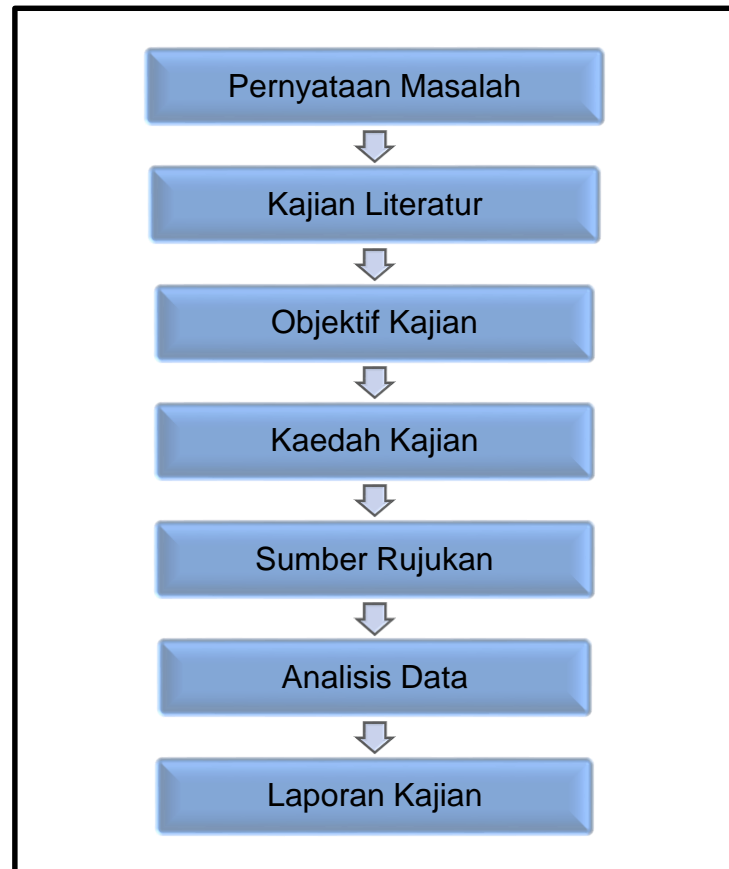 Pernyataan Masalah
Kajian Literatur
Objektif Kajian
Kaedah Kajian
Sumber Rujukan
Analisis Data
Laporan Kajian